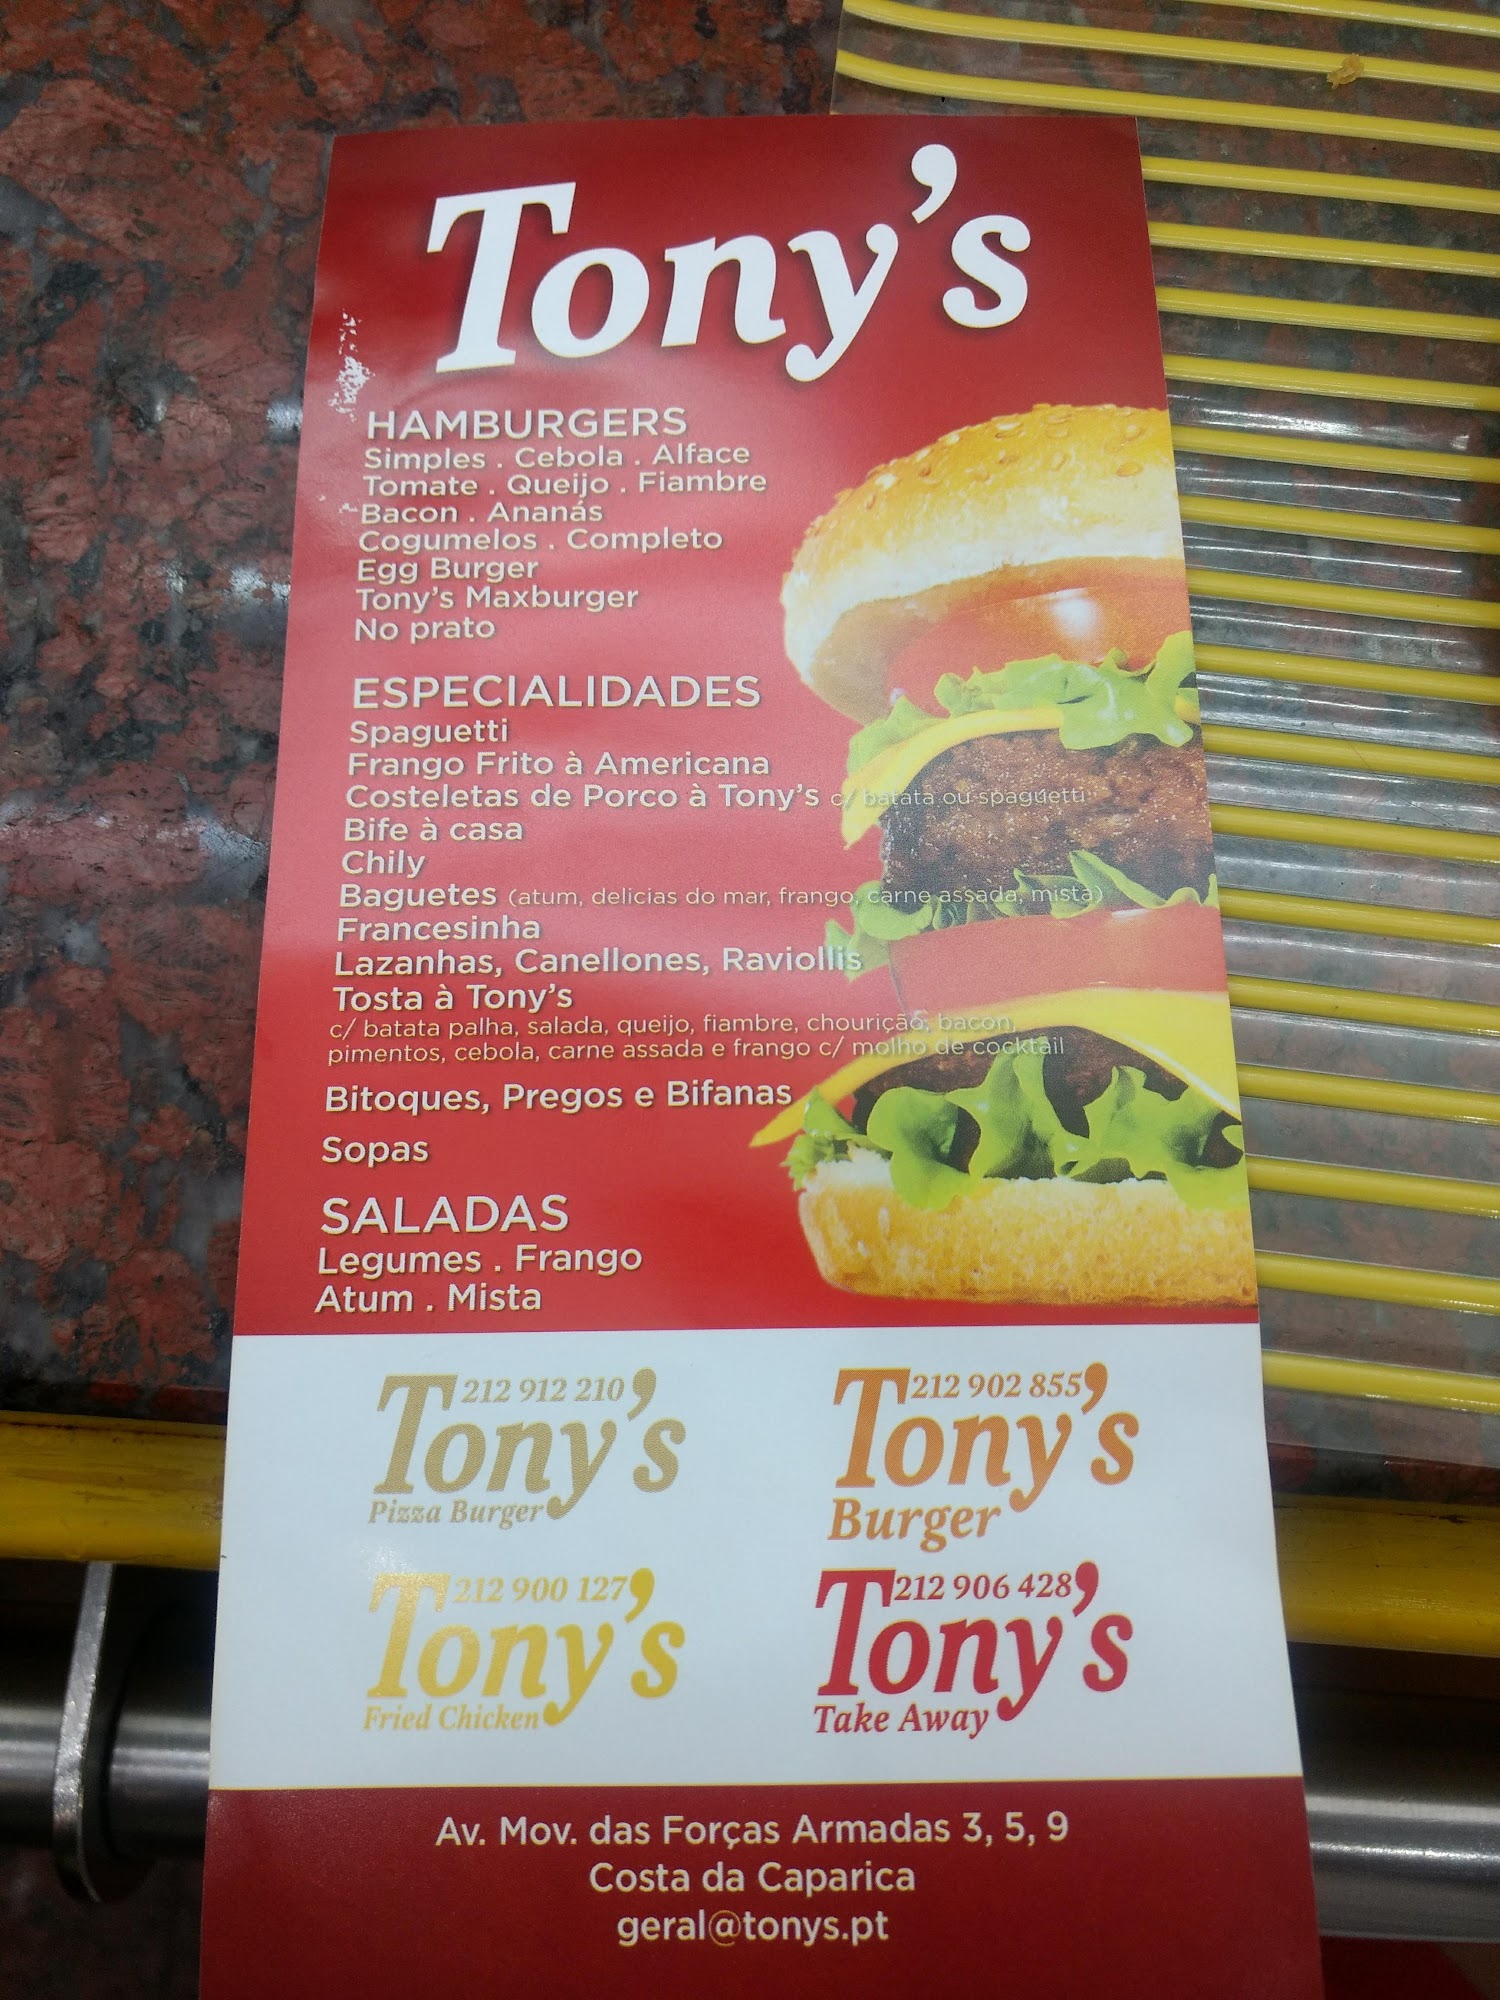 Tony's
HAMBURGERS
Simples . Cebola . Alface
Tomate . Queijo . Fiambre
Bacon . Ananás
Cogumelos . Completo
Egg Burger
Tony's Maxburger
No prato
ESPECIALIDADES
Spaguetti
Frango Frito à Americana
Costeletas de Porco à Tony's c/ batata ou spaguetti
Bife à casa
Chily
Baguetes (atum, delicias do mar, frango, carne assada, mista)
Francesinha
Lazanhas, Canellones, Raviollis
Tosta à Tony's
c/ batata palha, salada, queijo, fiambre, chourição, bacon,
pimentos, cebola, carne assada e frango c/ molho de cocktail
Bitoques, Pregos e Bifanas
Sopas
SALADAS
Legumes . Frango
Atum . Mista
212 912 210
Tony's
Pizza Burger
212 902 855
Tony's
Burger
212 900 127
Tony's
Fried Chicken
212 906 428
Tony's
Take Away
Av. Mov. das Forças Armadas 3, 5, 9
Costa da Caparica
geral@tonys.pt